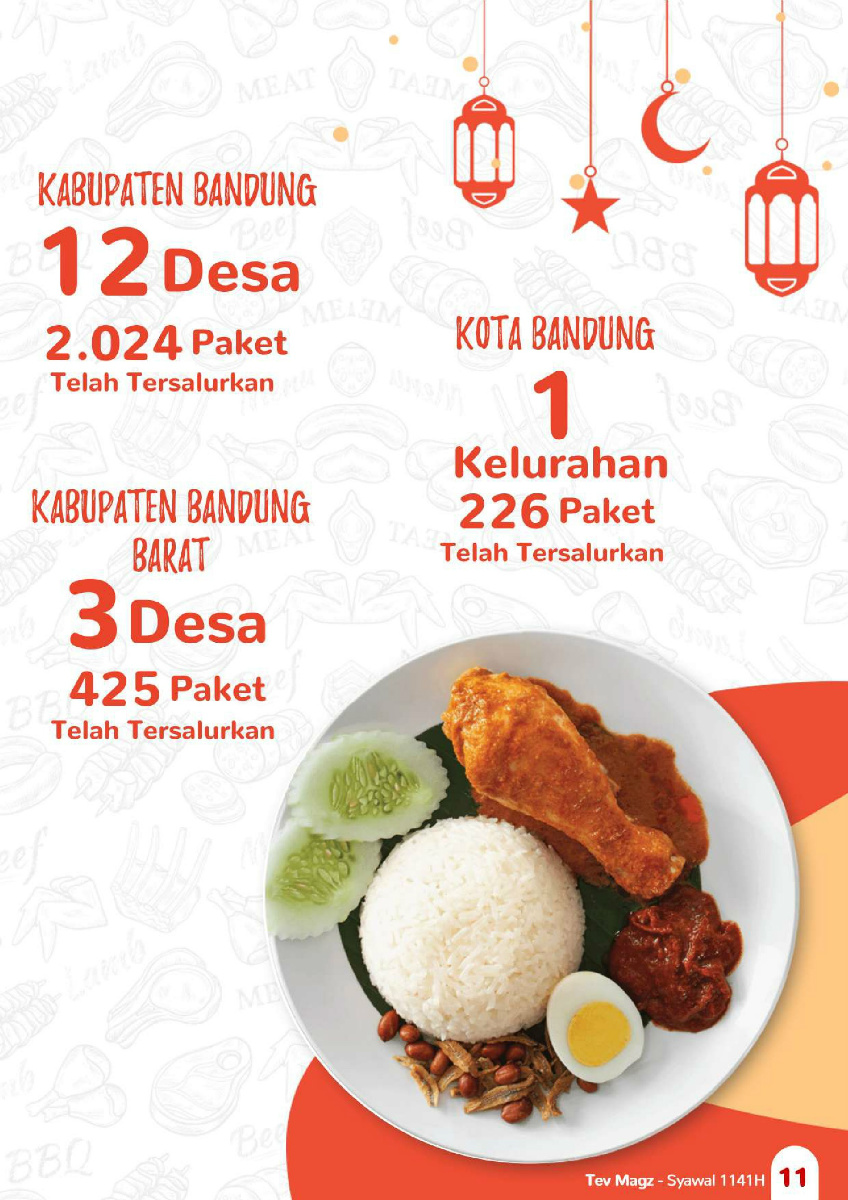 KABUPATEN BANDUNG
12 Desa
2.024 Paket
Telah Tersalurkan
KOTA BANDUNG
1
Kelurahan
226 Paket
Telah Tersalurkan
KABUPATEN BANDUNG
BARAT
3 Desa
425 Paket
Telah Tersalurkan
Tev Magz - Syawal 1141H 11